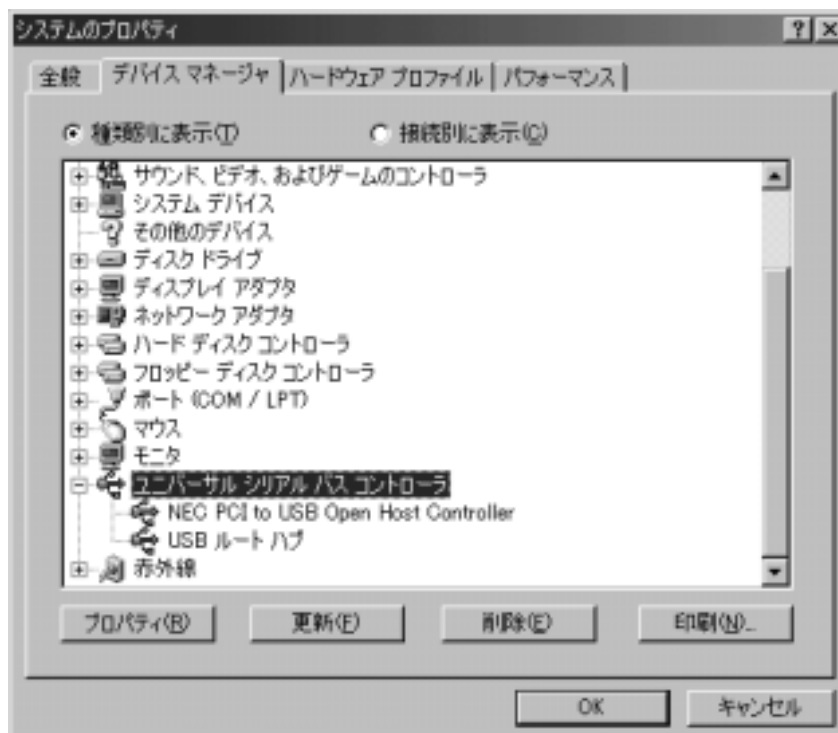 システムのプロパティ
全般 デバイス マネージャ ハードウェア プロファイル パフォーマンス
種類別に表示(T) 接続別に表示(C)
サウンド、ビデオ、およびゲームのコントローラ
システム デバイス
その他のデバイス
ディスク ドライブ
ディスプレイ アダプタ
ネットワーク アダプタ
ハード ディスク コントローラ
フロッピー ディスク コントローラ
ポート (COM / LPT)
マウス
モニタ
ユニバーサル シリアル バス コントローラ
NEC PCI to USB Open Host Controller
USB ルート ハブ
赤外線
プロパティ(R) 更新(F) 削除(E) 印刷(N)...
OK キャンセル